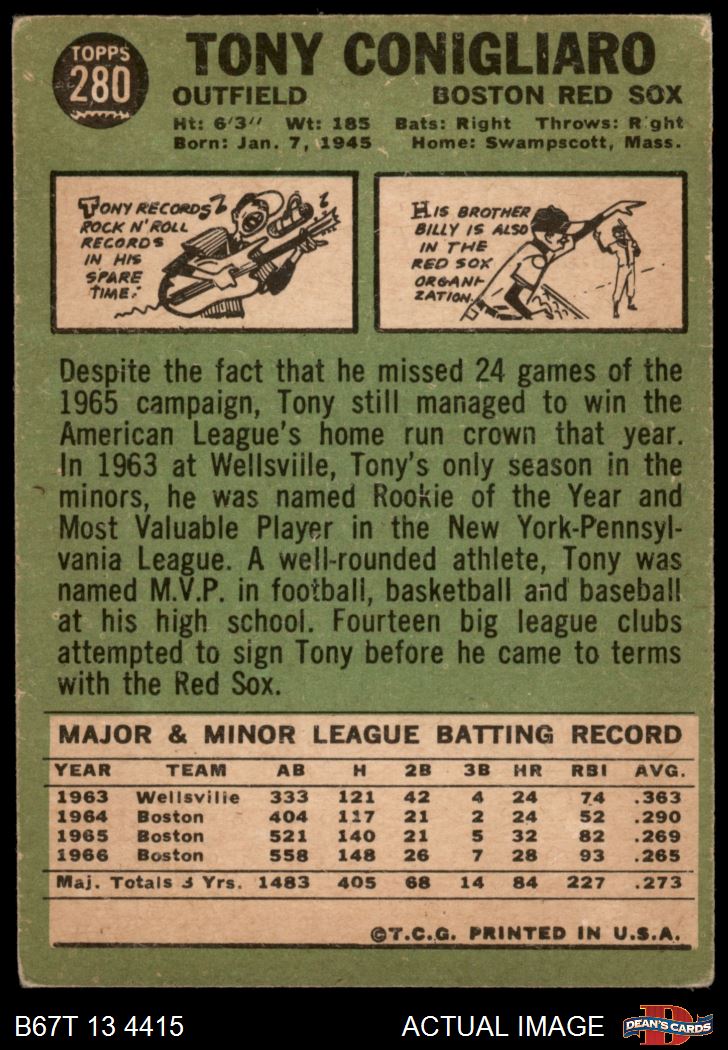 TOPPS
280
TONY CONIGLIARO
OUTFIELD BOSTON RED SOX
Ht: 6'3" Wt: 185 Bats: Right Throws: R ght
Born: Jan. 7, 1945 Home: Swampscott, Mass.
TONY RECORDS
ROCK N' ROLL
RECORDS
IN HIS
SPARE
TIME.
HIS BROTHER
BILLY IS ALSO
IN THE
RED SOX
ORGANI-
ZATION.
Despite the fact that he missed 24 games of the
1965 campaign, Tony still managed to win the
American League's home run crown that year.
In 1963 at Wellsville, Tony's only season in the
minors, he was named Rookie of the Year and
Most Valuable Player in the New York-Pennsyl-
vania League. A well-rounded athlete, Tony was
named M.V.P. in football, basketball and baseball
at his high school. Fourteen big league clubs
attempted to sign Tony before he came to terms
with the Red Sox.
MAJOR & MINOR LEAGUE BATTING RECORD
YEAR TEAM AB H 2B 3B HR RBI AVG.
1963 Wellsville 333 121 42 4 24 74 .363
1964 Boston 404 117 21 2 24 52 .290
1965 Boston 521 140 21 5 32 82 .269
1966 Boston 558 148 26 7 28 93 .265
Maj. Totals 3 Yrs. 1483 405 68 14 84 227 .273
©T.C.G. PRINTED IN U.S.A.
B67T 13 4415 ACTUAL IMAGE
DEAN'S CARDS